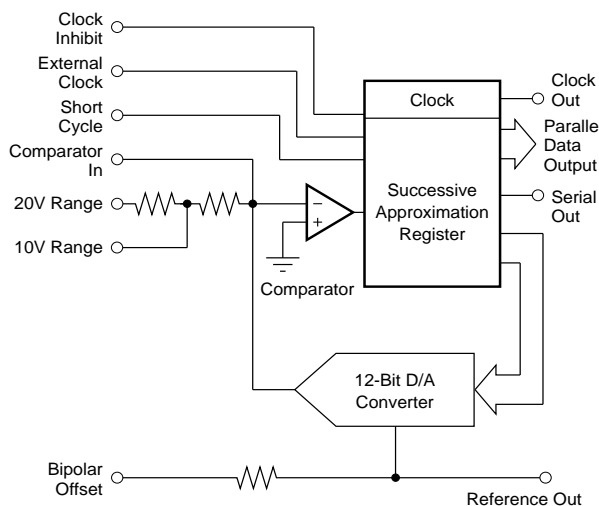 Clock
Inhibit
External
Clock
Short
Cycle
Comparator
In
20V Range
10V Range
Clock
Successive
Approximation
Register
−
+
Comparator
Clock
Out
Paralle
Data
Output
Serial
Out
12-Bit D/A
Converter
Bipolar
Offset
Reference Out